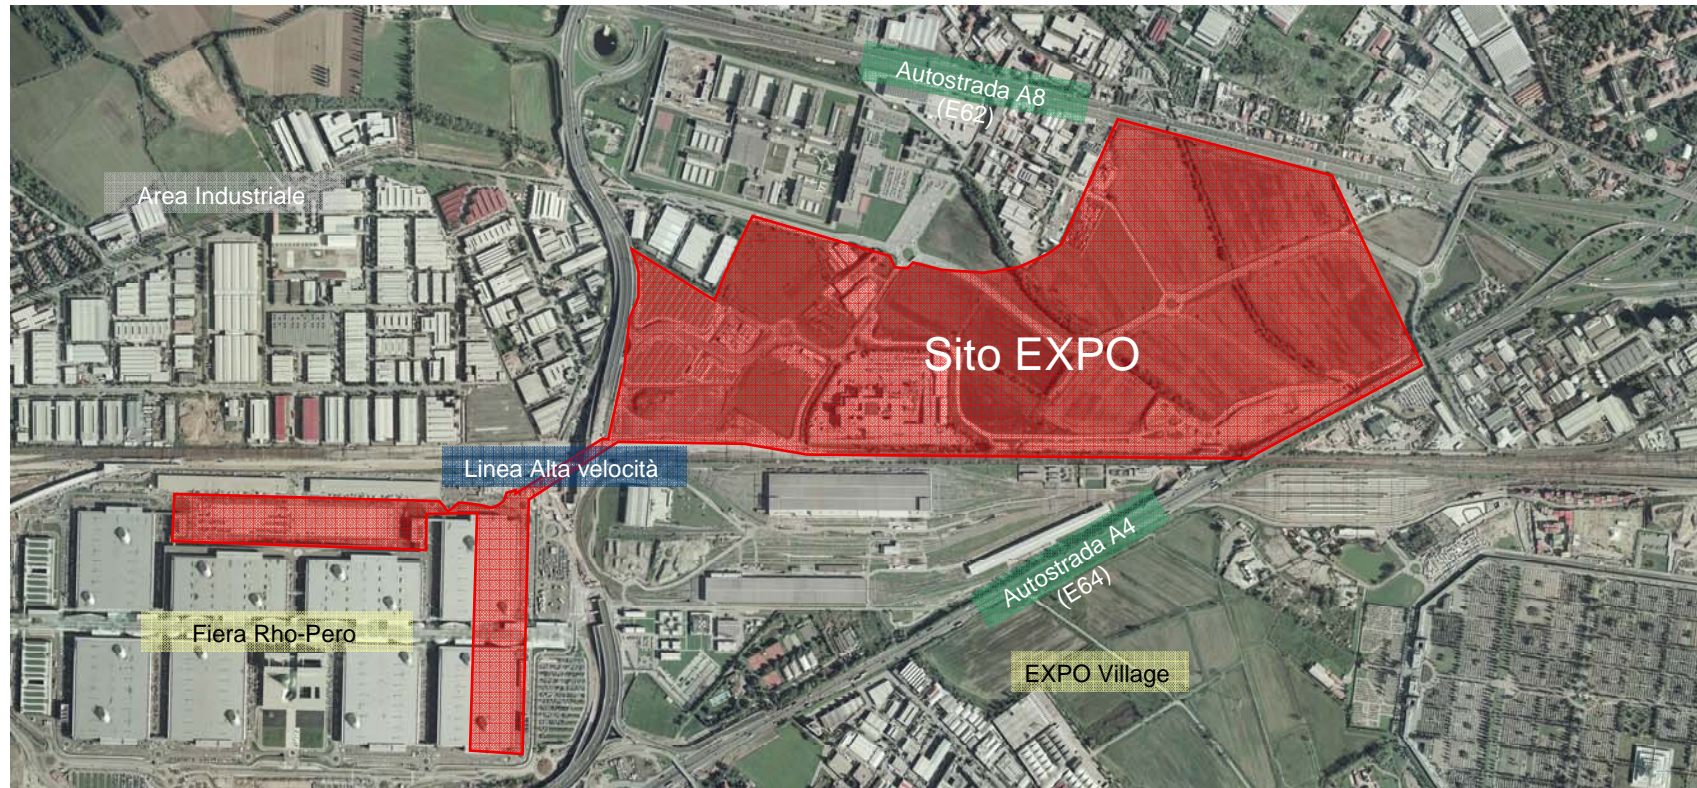 Autostrada A8
(E62)
Area Industriale
Sito EXPO
Linea Alta velocità
Autostrada A4
(E64)
Fiera Rho-Pero
EXPO Village